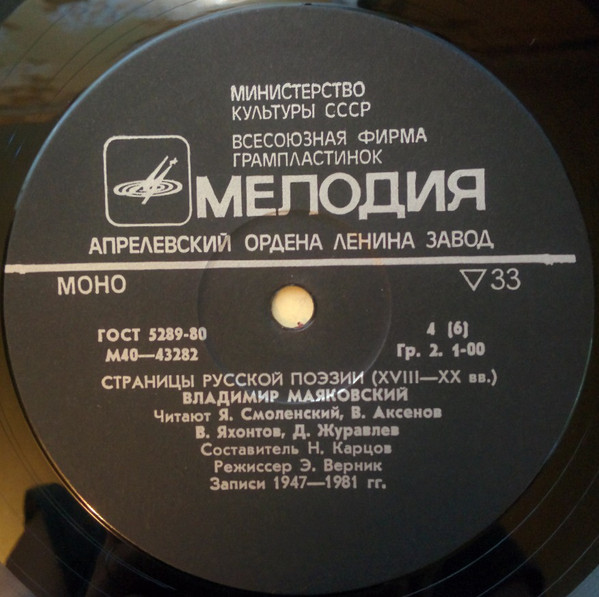 МИНИСТЕРСТВО
КУЛЬТУРЫ СССР
ВСЕСОЮЗНАЯ ФИРМА
ГРАМПЛАСТИНОК
МЕЛОДИЯ
АПРЕЛЕВСКИЙ ОРДЕНА ЛЕНИНА ЗАВОД
МОНО ▽33
ГОСТ 5289-80 4 (6)
М40—43282 Гр. 2. 1-00
СТРАНИЦЫ РУССКОЙ ПОЭЗИИ (XVIII—XX вв.)
ВЛАДИМИР МАЯКОВСКИЙ
Читают Я. Смоленский, В. Аксенов
В. Яхонтов, Д. Журавлев
Составитель Н. Карцов
Режиссер Э. Верник
Записи 1947—1981 гг.